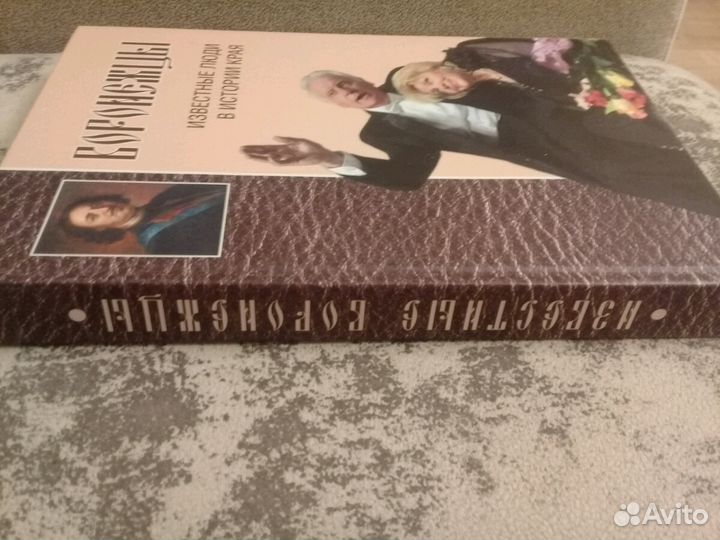 ВОРОНЕЖЦЫ
ИЗВЕСТНЫЕ ЛЮДИ
В ИСТОРИИ КРАЯ
• ИЗВЕСТНЫЕ ВОРОНЕЖЦЫ •
Avito